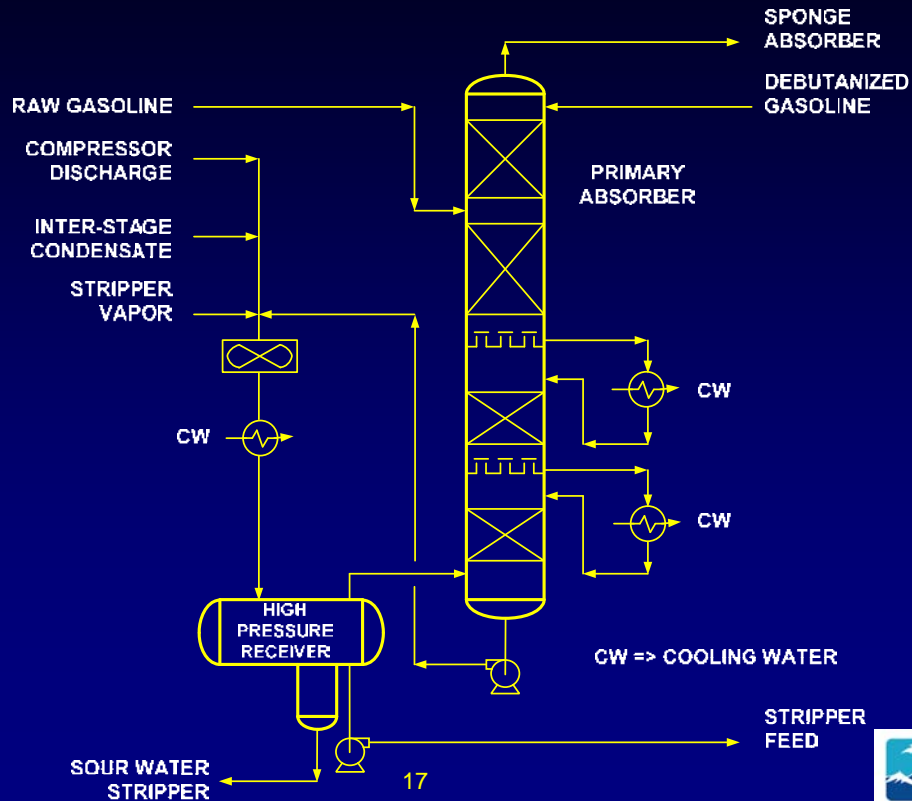 SPONGE
ABSORBER
DEBUTANIZED
GASOLINE
RAW GASOLINE
COMPRESSOR
DISCHARGE
PRIMARY
ABSORBER
INTER-STAGE
CONDENSATE
STRIPPER
VAPOR
CW
CW
CW
HIGH
PRESSURE
RECEIVER
CW => COOLING WATER
STRIPPER
FEED
SOUR WATER
STRIPPER
17